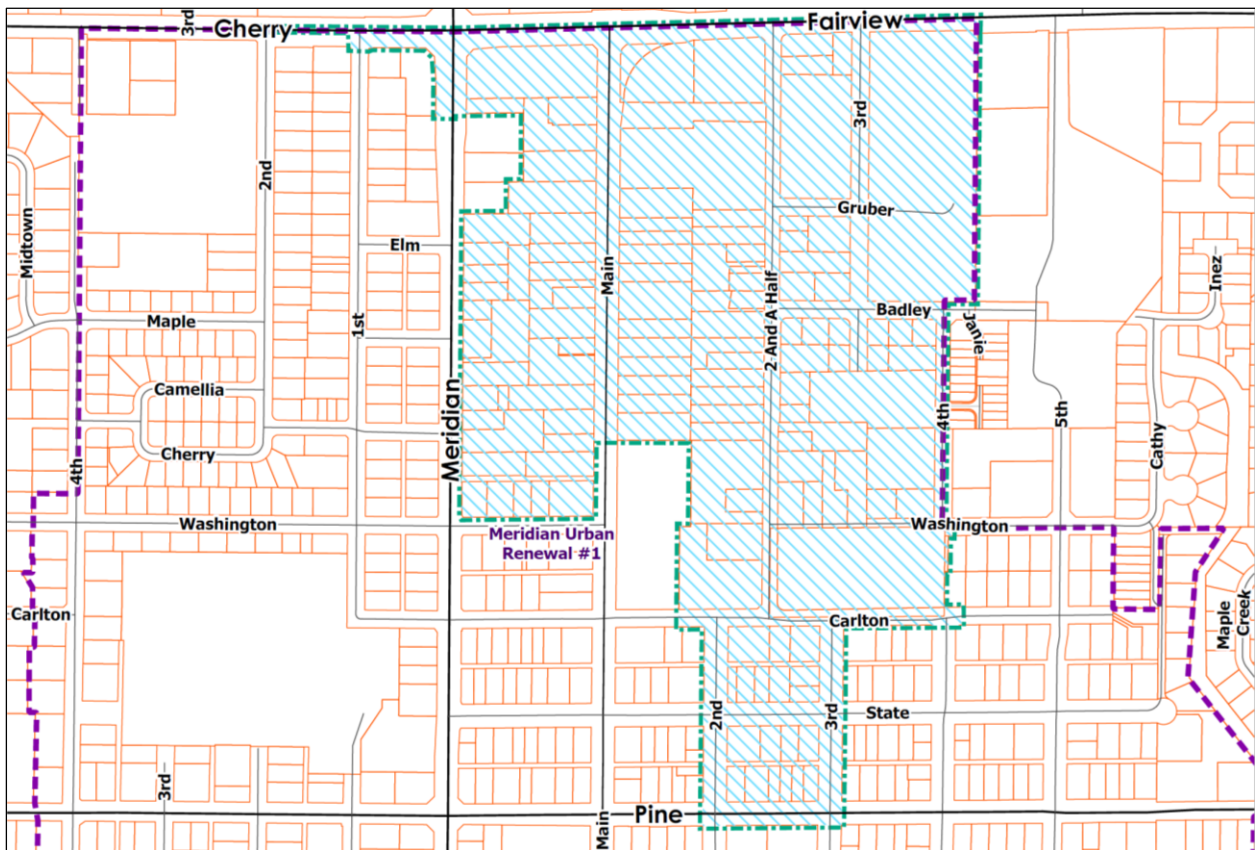 3rd
Cherry
Fairview
3rd
2nd
Midtown
Gruber
Elm
Main
Inez
2 And A Half
Badley
Maple
1st
Janie
Camellia
Meridian
4th
5th
Cherry
Cathy
4th
Washington
Washington
Meridian Urban
Renewal #1
Carlton
Carlton
Maple
Creek
2nd
3rd
State
3rd
Pine
Main